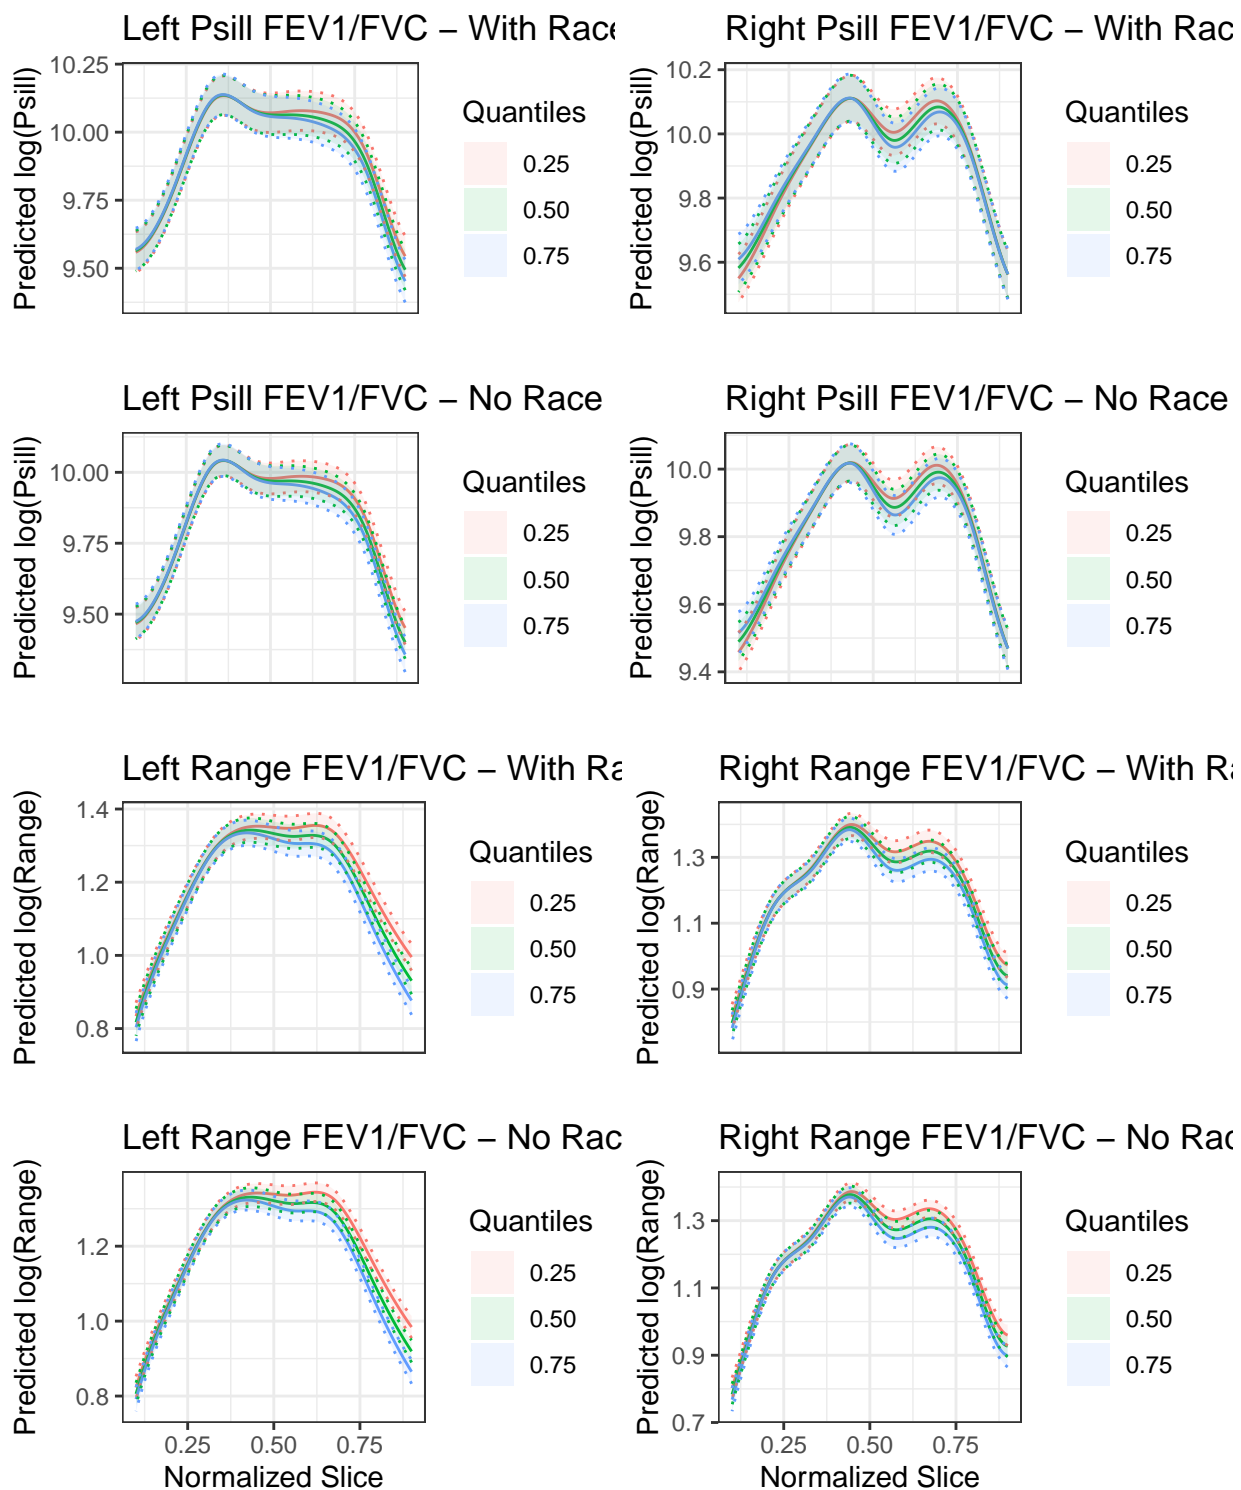 Left Psill FEV1/FVC – With Race
Predicted log(Psill)
10.25
10.00
9.75
9.50
Quantiles
0.25
0.50
0.75
Right Psill FEV1/FVC – With Rac
Predicted log(Psill)
10.2
10.0
9.8
9.6
Quantiles
0.25
0.50
0.75
Left Psill FEV1/FVC – No Race
Predicted log(Psill)
10.00
9.75
9.50
Quantiles
0.25
0.50
0.75
Right Psill FEV1/FVC – No Race
Predicted log(Psill)
10.0
9.8
9.6
9.4
Quantiles
0.25
0.50
0.75
Left Range FEV1/FVC – With Ra
Predicted log(Range)
1.4
1.2
1.0
0.8
Quantiles
0.25
0.50
0.75
Right Range FEV1/FVC – With Ra
Predicted log(Range)
1.3
1.1
0.9
Quantiles
0.25
0.50
0.75
Left Range FEV1/FVC – No Rac
Predicted log(Range)
1.2
1.0
0.8
0.25 0.50 0.75
Normalized Slice
Quantiles
0.25
0.50
0.75
Right Range FEV1/FVC – No Rac
Predicted log(Range)
1.3
1.1
0.9
0.7
0.25 0.50 0.75
Normalized Slice
Quantiles
0.25
0.50
0.75